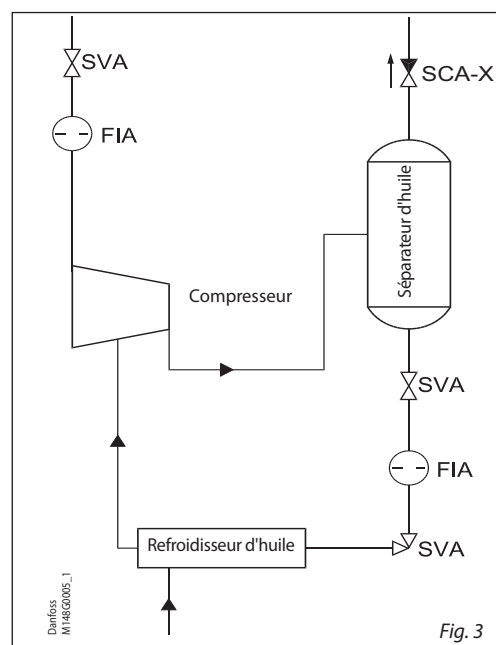 SVA
SCA-X
FIA
Séparateur d'huile
Compresseur
SVA
FIA
Refroidisseur d'huile
SVA
Danfoss
M148G0005_1
Fig. 3